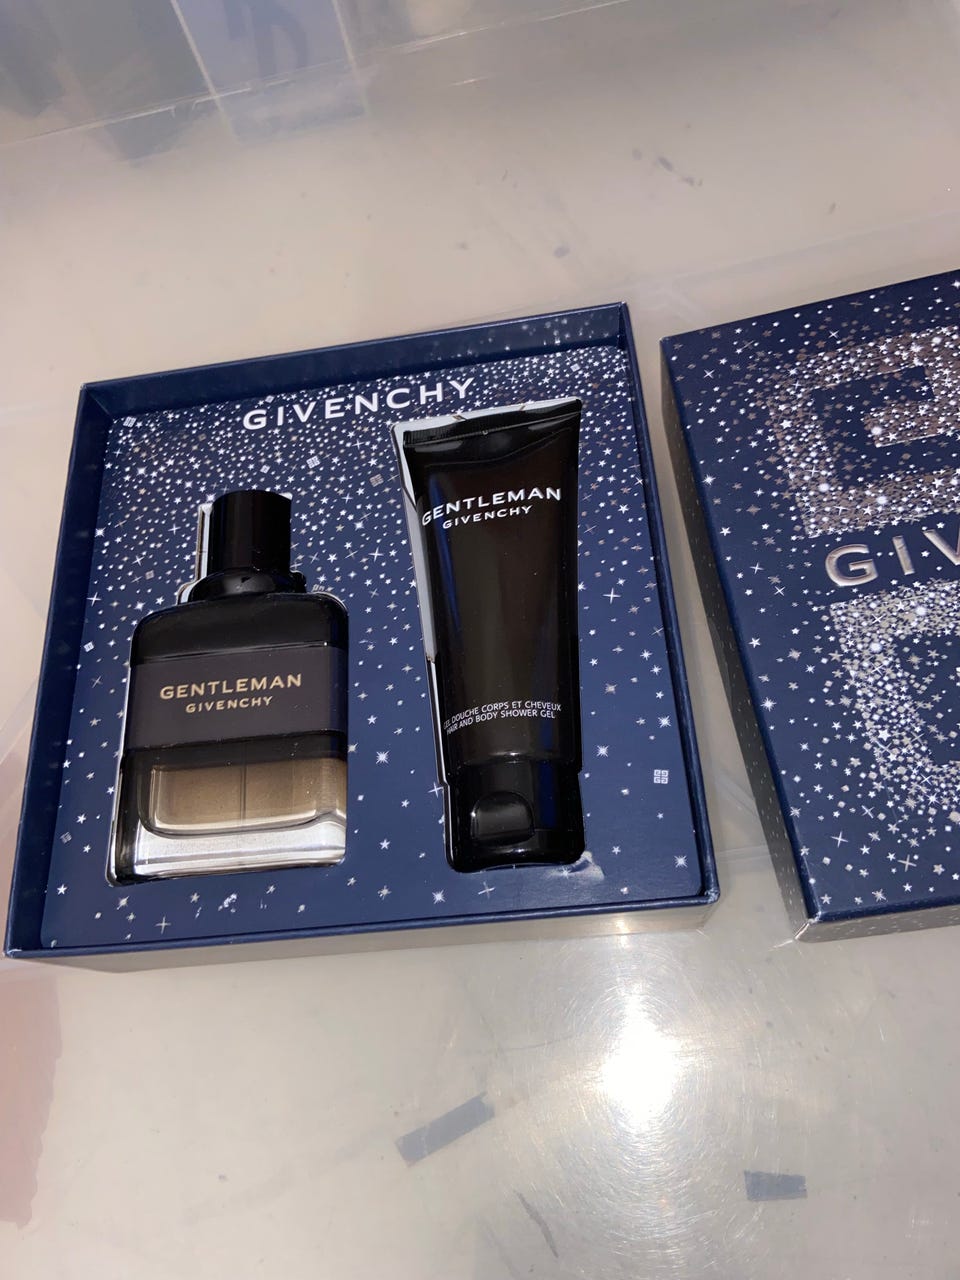 GIVENCHY
GENTLEMAN
GIVENCHY
GENTLEMAN
GIVENCHY
GEL DOUCHE CORPS ET CHEVEUX
HAIR AND BODY SHOWER GEL
GIV